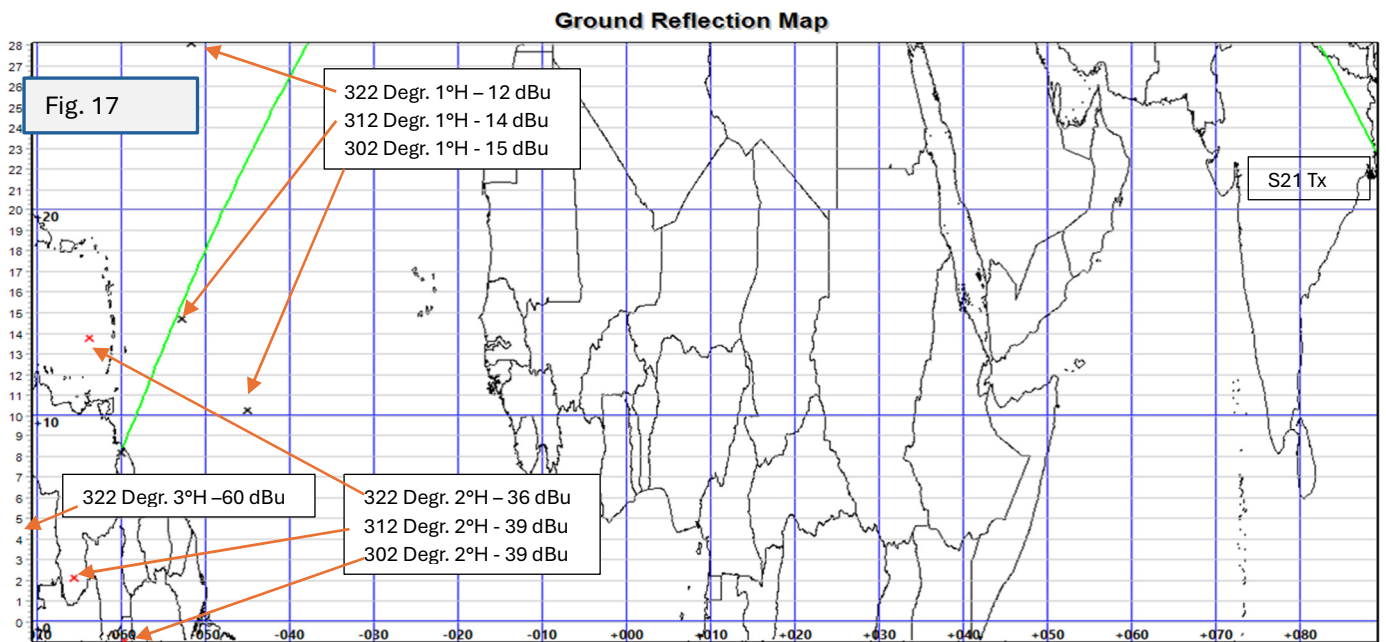 Ground Reflection Map
28
27
26
25
24
23
22
21
20
19
18
17
16
15
14
13
12
11
10
9
8
7
6
5
4
3
2
1
0
+20
+10
Fig. 17
322 Degr. 1°H – 12 dBu
312 Degr. 1°H - 14 dBu
302 Degr. 1°H - 15 dBu
S21 Tx
322 Degr. 3°H –60 dBu
322 Degr. 2°H – 36 dBu
312 Degr. 2°H - 39 dBu
302 Degr. 2°H - 39 dBu
-060 -050 -040 -030 -020 -010 +000 +010 +020 +030 +040 +050 +060 +070 +080